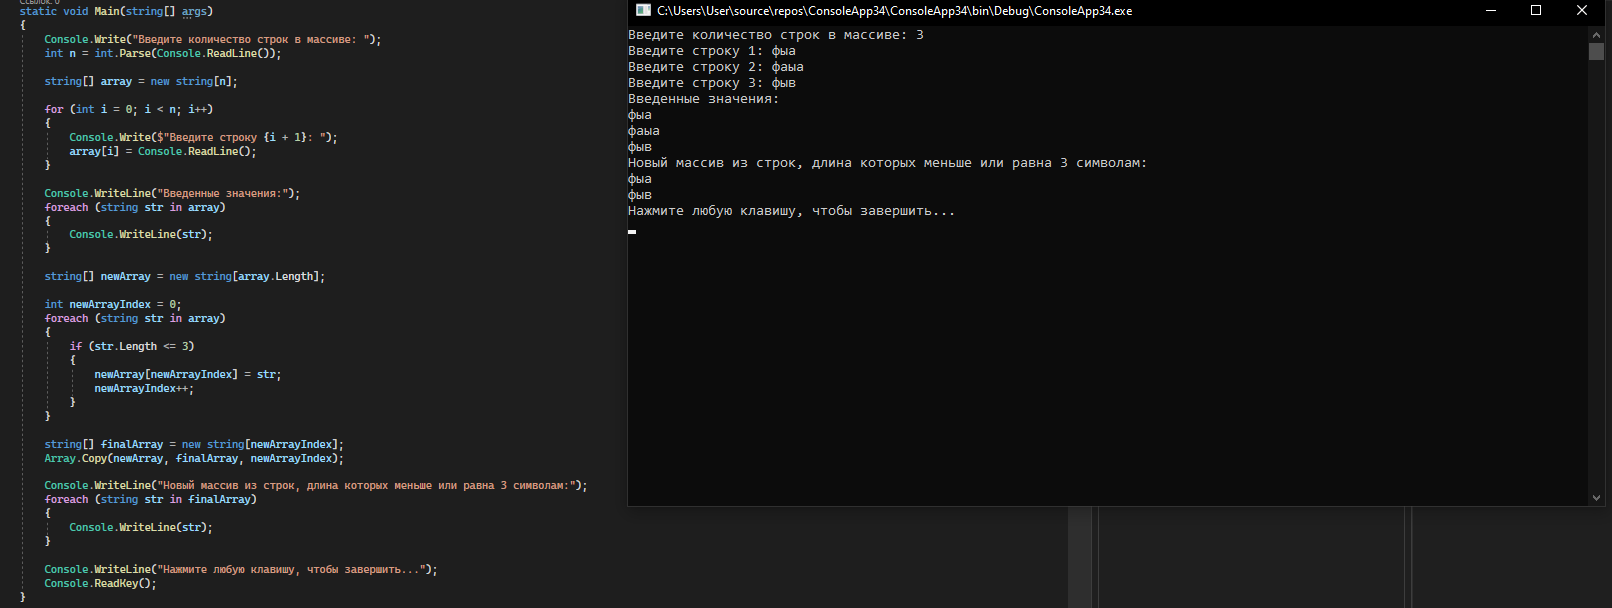 static void Main(string[] args)
{
Console.Write("Введите количество строк в массиве: ");
int n = int.Parse(Console.ReadLine());
string[] array = new string[n];
for (int i = 0; i < n; i++)
{
Console.Write($"Введите строку {i + 1}: ");
array[i] = Console.ReadLine();
}
Console.WriteLine("Введенные значения:");
foreach (string str in array)
{
Console.WriteLine(str);
}
string[] newArray = new string[array.Length];
int newArrayIndex = 0;
foreach (string str in array)
{
if (str.Length <= 3)
{
newArray[newArrayIndex] = str;
newArrayIndex++;
}
}
string[] finalArray = new string[newArrayIndex];
Array.Copy(newArray, finalArray, newArrayIndex);
Console.WriteLine("Новый массив из строк, длина которых меньше или равна 3 символам:");
foreach (string str in finalArray)
{
Console.WriteLine(str);
}
Console.WriteLine("Нажмите любую клавишу, чтобы завершить...");
Console.ReadKey();
}
C:\Users\User\source\repos\ConsoleApp34\ConsoleApp34\bin\Debug\ConsoleApp34.exe
Введите количество строк в массиве: 3
Введите строку 1: фыа
Введите строку 2: фаыа
Введите строку 3: фыв
Введенные значения:
фыа
фаыа
фыв
Новый массив из строк, длина которых меньше или равна 3 символам:
фыа
фыв
Нажмите любую клавишу, чтобы завершить...